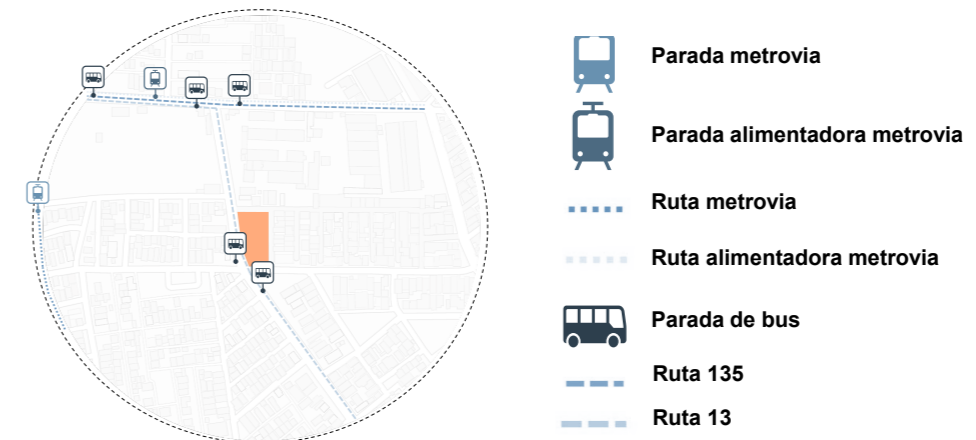 Parada metrovia
Parada alimentadora metrovia
Ruta metrovia
Ruta alimentadora metrovia
Parada de bus
Ruta 135
Ruta 13